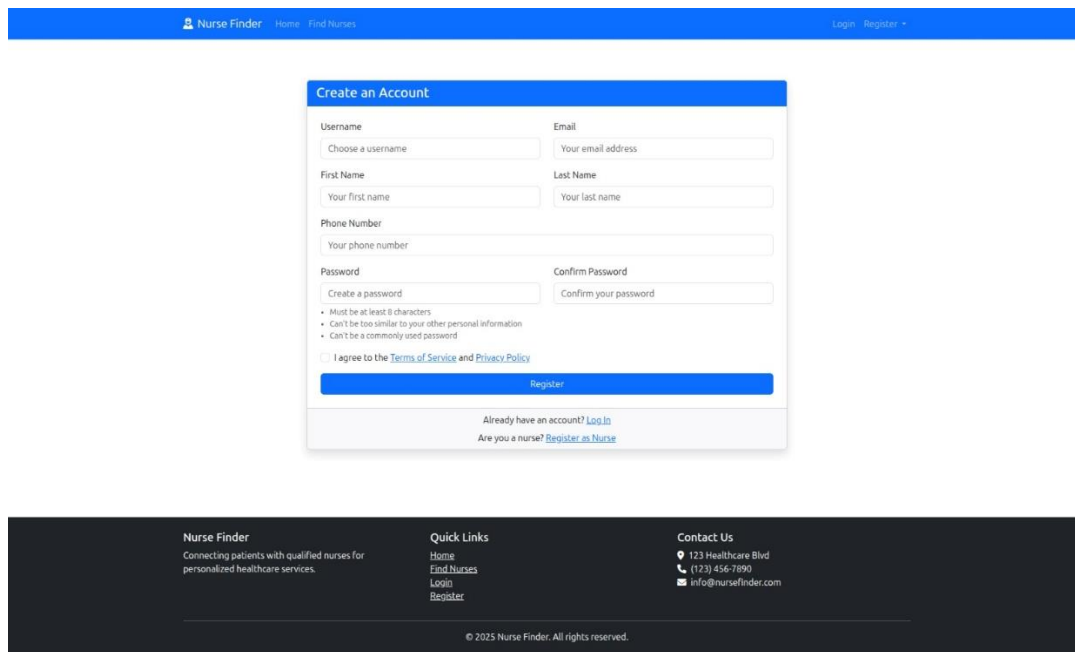 Nurse Finder Home Find Nurses Login Register
Create an Account
Username Email
Choose a username Your email address
First Name Last Name
Your first name Your last name
Phone Number
Your phone number
Password Confirm Password
Create a password Confirm your password
• Must be at least 8 characters
• Can't be too similar to your other personal information
• Can't be a commonly used password
I agree to the Terms of Service and Privacy Policy
Register
Already have an account? Log In
Are you a nurse? Register as Nurse
Nurse Finder
Connecting patients with qualified nurses for
personalized healthcare services.
Quick Links
Home
Find Nurses
Login
Register
Contact Us
123 Healthcare Blvd
(123) 456-7890
info@nursefinder.com
© 2025 Nurse Finder. All rights reserved.